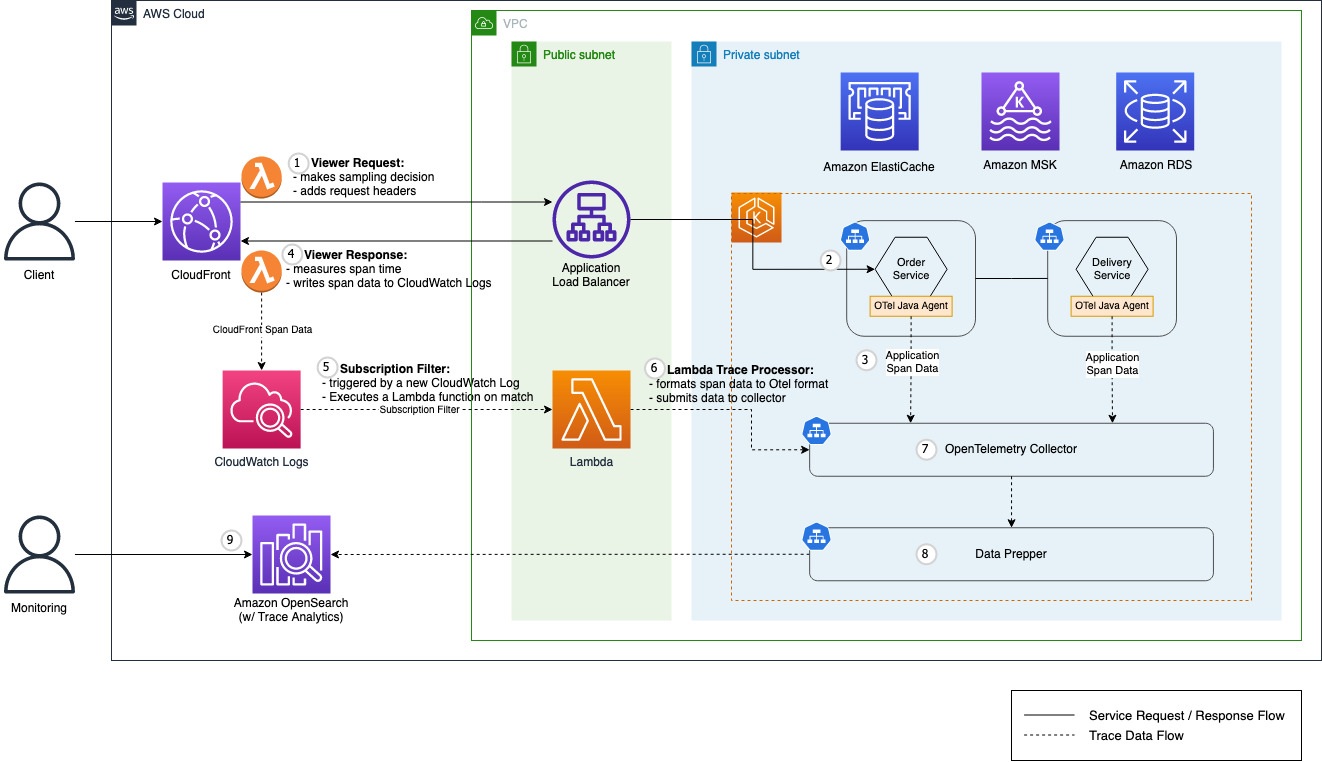 aws
AWS Cloud
VPC
Public subnet
Private subnet
Amazon ElastiCache
Amazon MSK
Amazon RDS
K
K
1
Viewer Request:
- makes sampling decision
- adds request headers
Client
CloudFront
4
Viewer Response:
- measures span time
- writes span data to CloudWatch Logs
Application
Load Balancer
2
Order
Service
OTel Java Agent
Delivery
Service
OTel Java Agent
CloudFront Span Data
3
Application
Span Data
Application
Span Data
5
Subscription Filter:
- triggered by a new CloudWatch Log
- Executes a Lambda function on match
Subscription Filter
6
Lambda Trace Processor:
- formats span data to Otel format
- submits data to collector
CloudWatch Logs
Lambda
7
OpenTelemetry Collector
8
Data Prepper
9
Monitoring
Amazon OpenSearch
(w/ Trace Analytics)
Service Request / Response Flow
Trace Data Flow